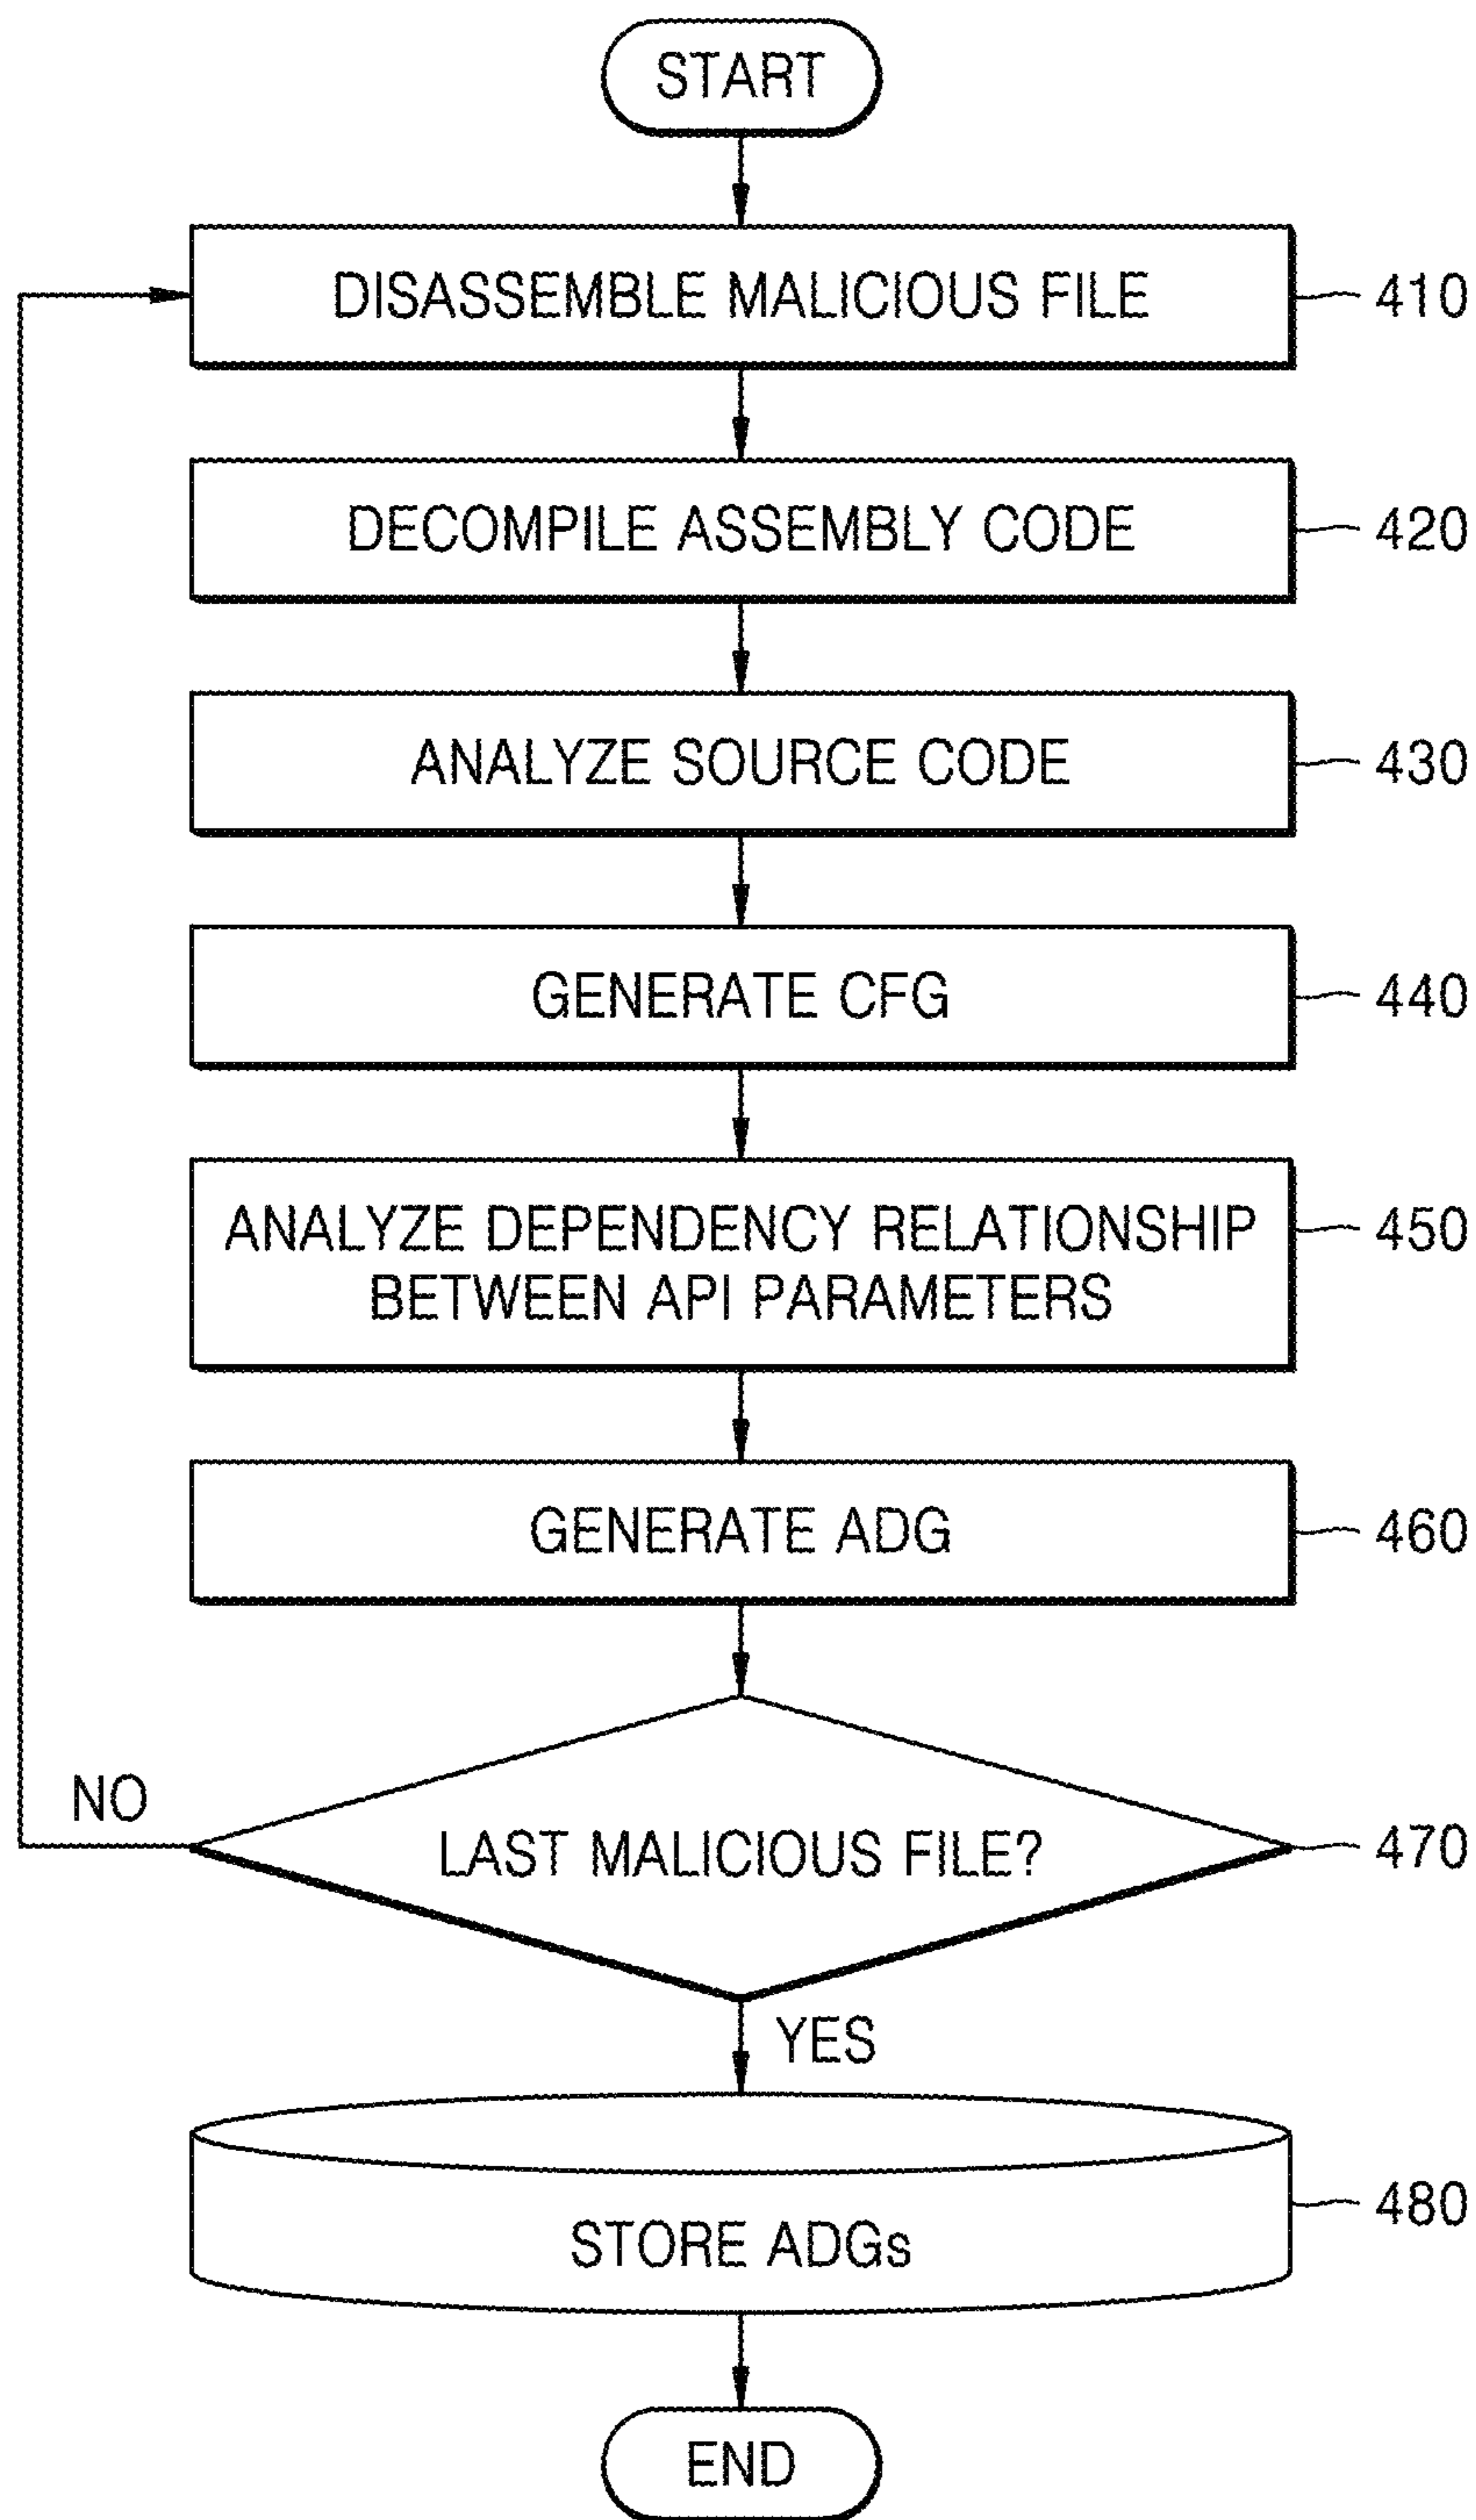 START
DISASSEMBLE MALICIOUS FILE
410
DECOMPILE ASSEMBLY CODE
420
ANALYZE SOURCE CODE
430
GENERATE CFG
440
ANALYZE DEPENDENCY RELATIONSHIP
BETWEEN API PARAMETERS
450
GENERATE ADG
460
NO
LAST MALICIOUS FILE?
470
YES
STORE ADGs
480
END